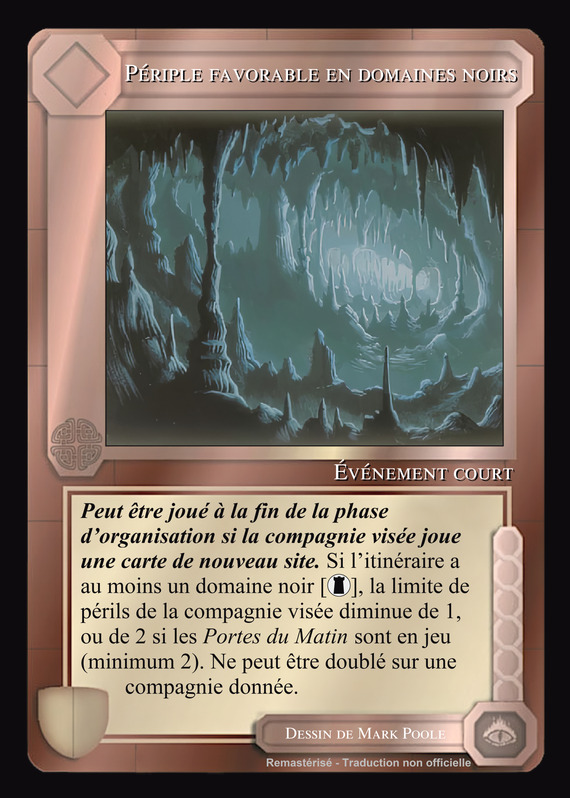 Périple favorable en domaines noirs
Événement court
Peut être joué à la fin de la phase
d'organisation si la compagnie visée joue
une carte de nouveau site. Si l'itinéraire a
au moins un domaine noir [ ], la limite de
périls de la compagnie visée diminue de 1,
ou de 2 si les Portes du Matin sont en jeu
(minimum 2). Ne peut être doublé sur une
compagnie donnée.
Dessin de Mark Poole
Remastérisé - Traduction non officielle